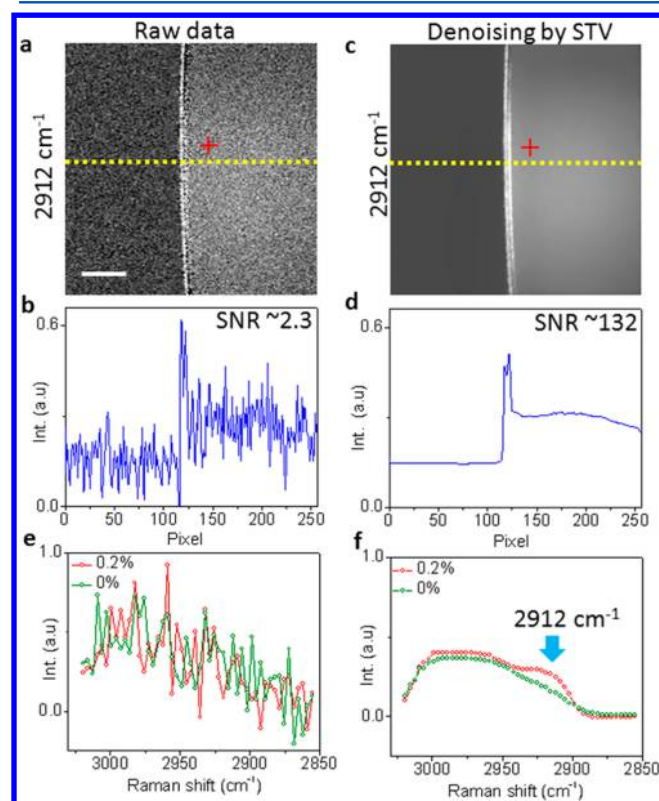 Raw data
Denoising by STV
a
c
2912 cm⁻¹
2912 cm⁻¹
b
SNR ~2.3
0.6
Int. (a.u)
0.0
0 50 100 150 200 250
Pixel
d
SNR ~132
0.6
Int. (a.u)
0.0
0 50 100 150 200 250
Pixel
e
1.0
0.2%
0%
Int. (a.u)
0.0
3000 2950 2900 2850
Raman shift (cm⁻¹)
f
1.0
0.2%
0%
2912 cm⁻¹
Int. (a.u)
0.0
3000 2950 2900 2850
Raman shift (cm⁻¹)